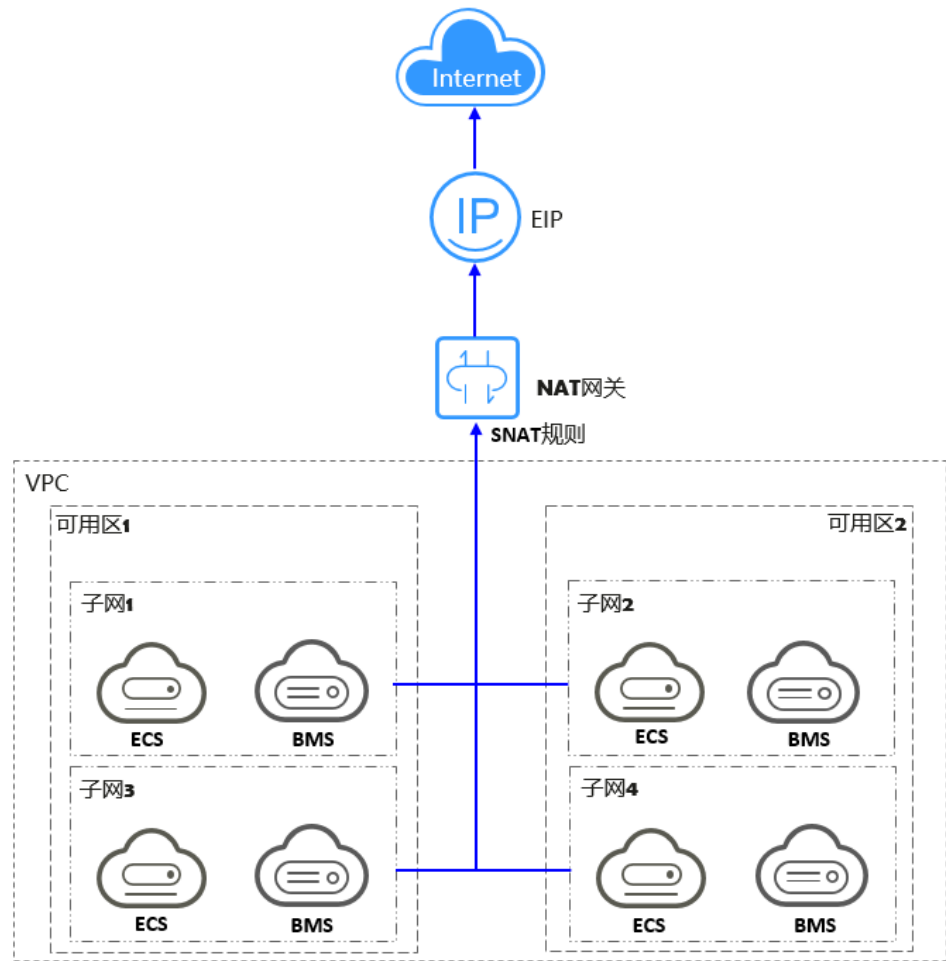 Internet
IP
EIP
NAT网关
SNAT规则
VPC
可用区1
可用区2
子网1
子网2
ECS
BMS
ECS
BMS
子网3
子网4
ECS
BMS
ECS
BMS